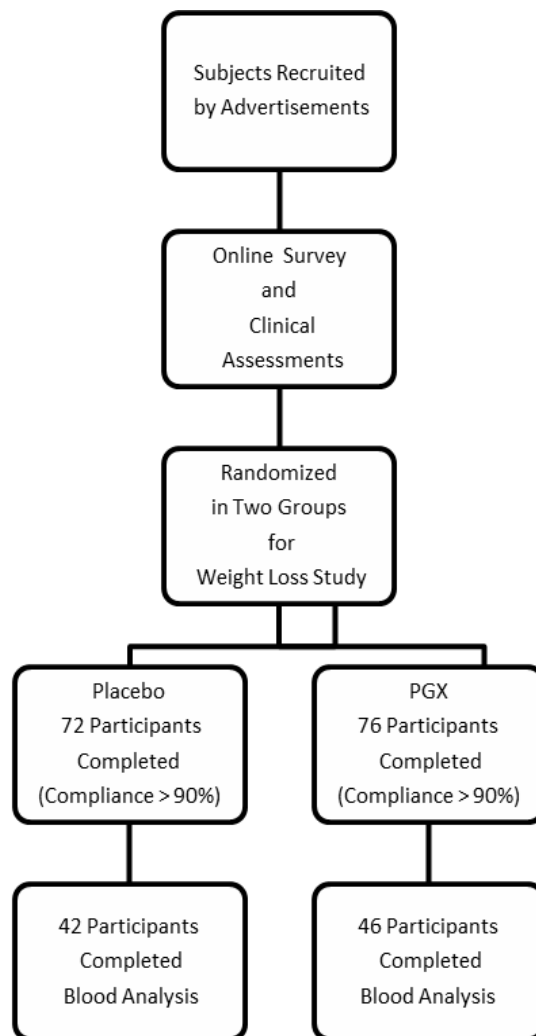 Subjects Recruited
by Advertisements
Online Survey
and
Clinical
Assessments
Randomized
in Two Groups
for
Weight Loss Study
Placebo
72 Participants
Completed
(Compliance > 90%)
PGX
76 Participants
Completed
(Compliance > 90%)
42 Participants
Completed
Blood Analysis
46 Participants
Completed
Blood Analysis